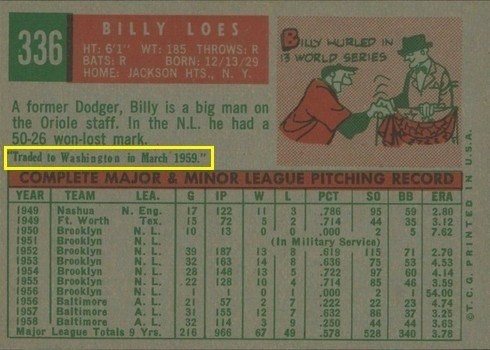 336
BILLY LOES
HT: 6'1" WT: 185 THROWS: R
BATS: R BORN: 12/13/29
HOME: JACKSON HTS., N. Y.
BILLY HURLED IN
13 WORLD SERIES
A former Dodger, Billy is a big man on
the Oriole staff. In the N.L. he had a
50-26 won-lost mark.
"Traded to Washington in March 1959."
COMPLETE MAJOR & MINOR LEAGUE PITCHING RECORD
YEAR TEAM LEA. G IP W L PCT SO BB ERA
1949 Nashua N. Eng. 17 122 11 3 .786 95 59 2.80
1949 Ft. Worth Tex. 15 72 5 2 .714 44 35 3.12
1950 Brooklyn N. L. 10 13 0 0 .000 2 5 7.62
1951 Brooklyn N. L. (In Military Service)
1952 Brooklyn N. L. 39 187 13 8 .619 115 71 2.70
1953 Brooklyn N. L. 32 163 14 8 .636 75 53 4.53
1954 Brooklyn N. L. 28 148 13 5 .722 97 60 4.14
1955 Brooklyn N. L. 22 128 10 4 .714 85 46 3.59
1956 Brooklyn N. L. 1 1 0 1 .000 2 1 54.00
1956 Baltimore A. L. 21 57 2 7 .222 22 23 4.74
1957 Baltimore A. L. 31 155 12 7 .632 86 37 3.25
1958 Baltimore A. L. 32 114 3 9 .250 44 44 3.63
Major League Totals 9 Yrs. 216 966 67 49 .578 528 340 3.78
© T. C. G. PRINTED IN U.S.A.